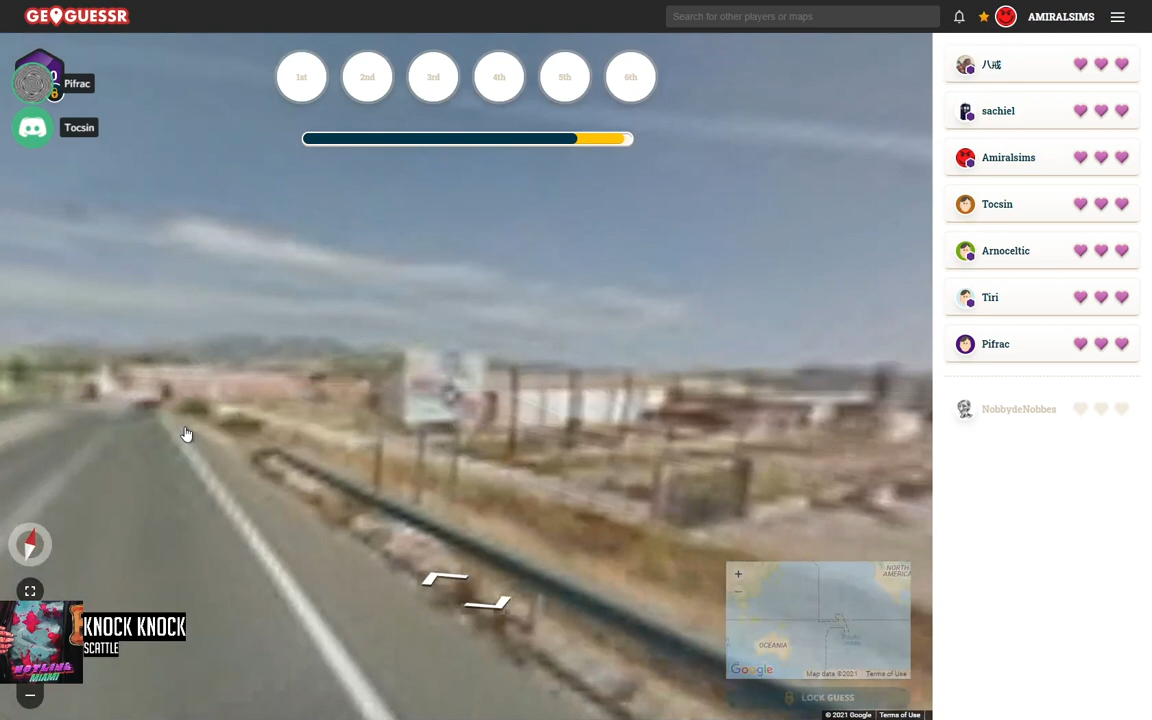 GEOGUESSR
Search for other players or maps
AMIRALSIMS
Pifrac
Tocsin
1st
2nd
3rd
4th
5th
6th
八戒
sachiel
Amiralsims
Tocsin
Arnoceltic
Tiri
Pifrac
NobbydeNobbes
KNOCK KNOCK
SCATTLE
HOTLINE
MIAMI
NORTH
AMERICA
OCEANIA
Google
Map data ©2021
Terms of Use
LOCK GUESS
© 2021 Google
Terms of Use